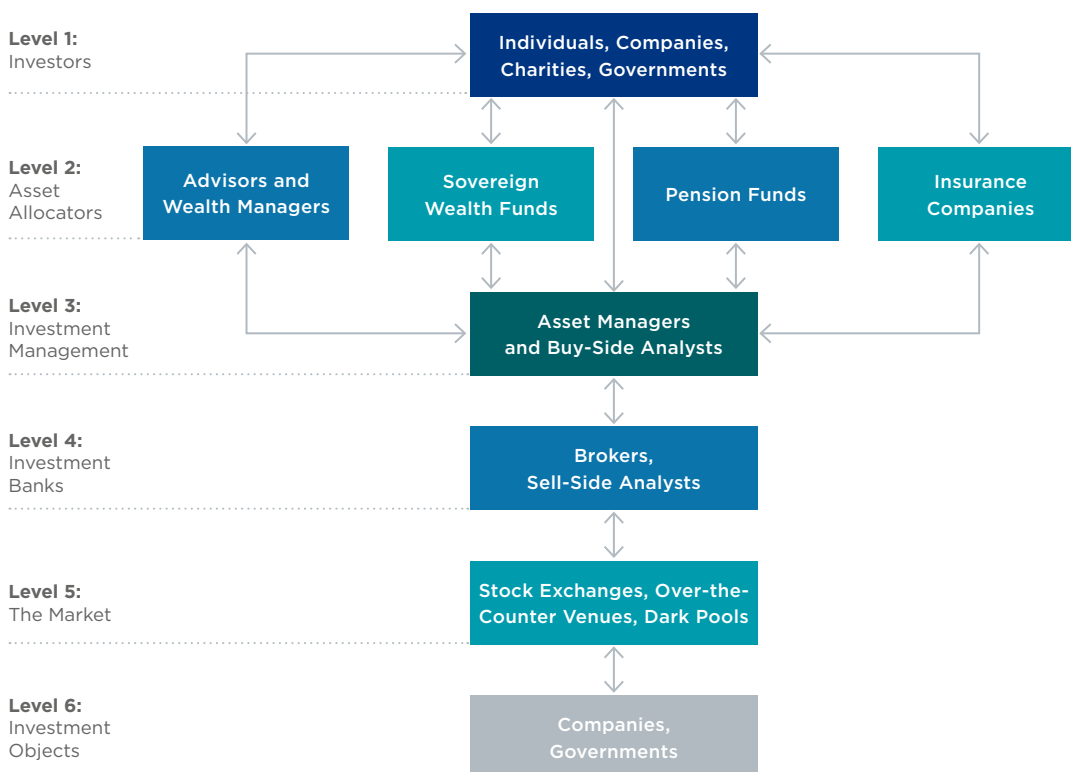 Level 1:
Investors
Individuals, Companies,
Charities, Governments
Level 2:
Asset
Allocators
Advisors and
Wealth Managers
Sovereign
Wealth Funds
Pension Funds
Insurance
Companies
Level 3:
Investment
Management
Asset Managers
and Buy-Side Analysts
Level 4:
Investment
Banks
Brokers,
Sell-Side Analysts
Level 5:
The Market
Stock Exchanges, Over-the-
Counter Venues, Dark Pools
Level 6:
Investment
Objects
Companies,
Governments